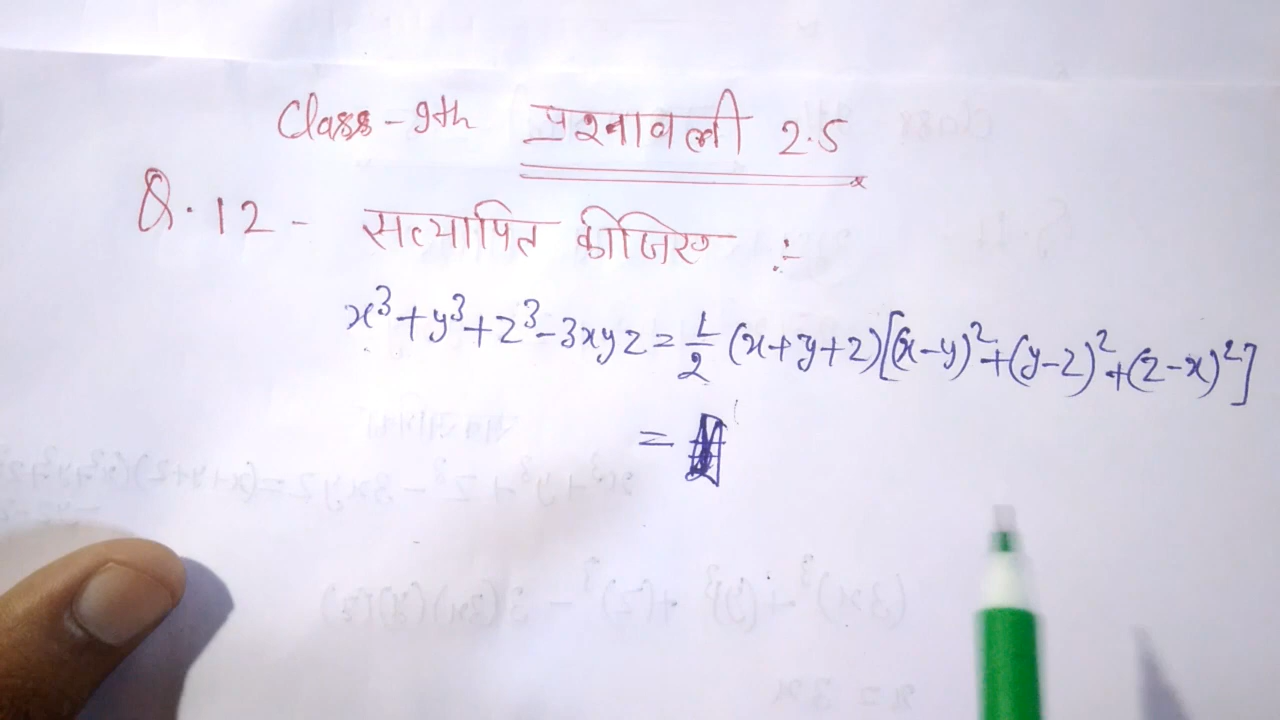 Class - 9th प्रश्नावली 2.5
Q.12- सत्यापित कीजिए :-
x³+y³+z³-3xyz = 1/2 (x+y+z)[(x-y)²+(y-z)²+(z-x)²]
=